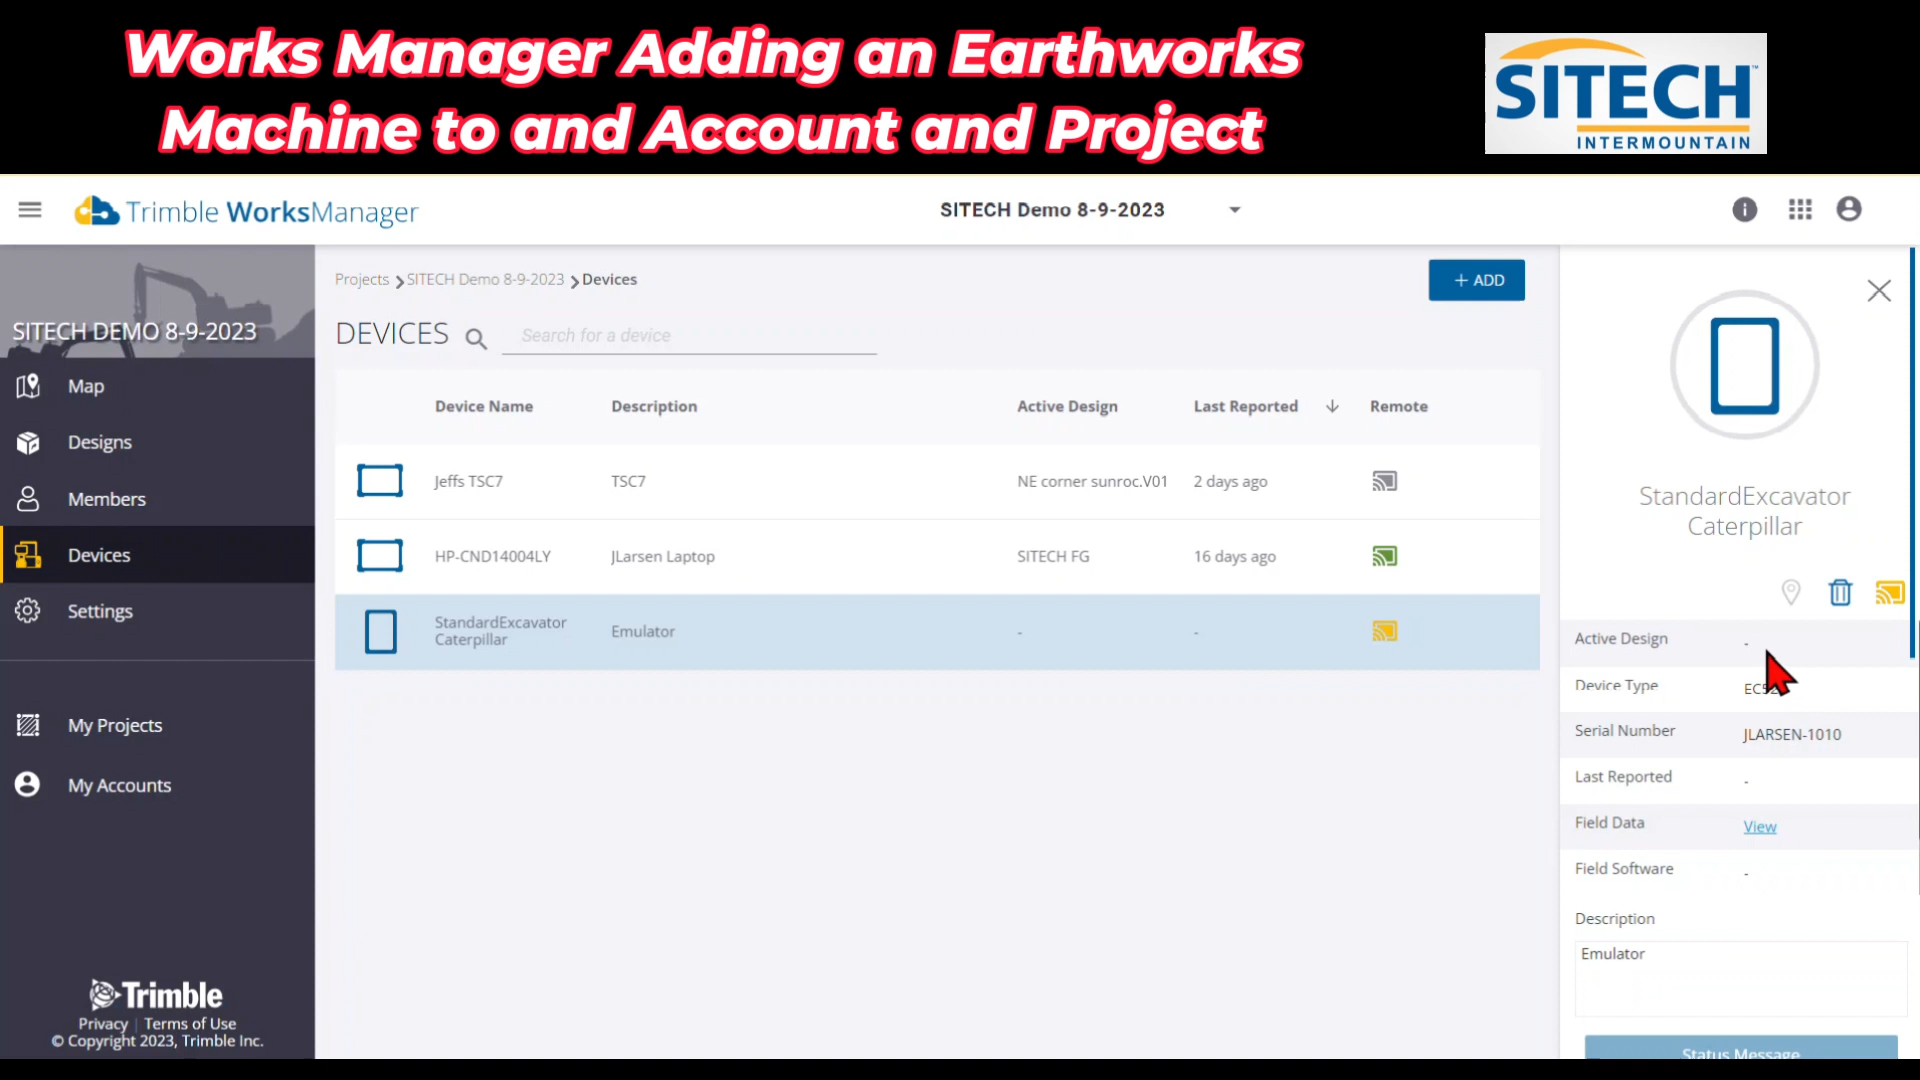 Works Manager Adding an Earthworks
Machine to and Account and Project
SITECH™
INTERMOUNTAIN
Trimble WorksManager
SITECH Demo 8-9-2023
SITECH DEMO 8-9-2023
Map
Designs
Members
Devices
Settings
My Projects
My Accounts
Trimble
Privacy | Terms of Use
© Copyright 2023, Trimble Inc.
Projects > SITECH Demo 8-9-2023 > Devices
+ ADD
DEVICES Search for a device
Device Name Description Active Design Last Reported Remote
Jeffs TSC7 TSC7 NE corner sunroc.V01 2 days ago
HP-CND14004LY JLarsen Laptop SITECH FG 16 days ago
StandardExcavator
Caterpillar Emulator - -
StandardExcavator
Caterpillar
Active Design -
Device Type
Serial Number JLARSEN-1010
Last Reported -
Field Data View
Field Software -
Description
Emulator
Status Message